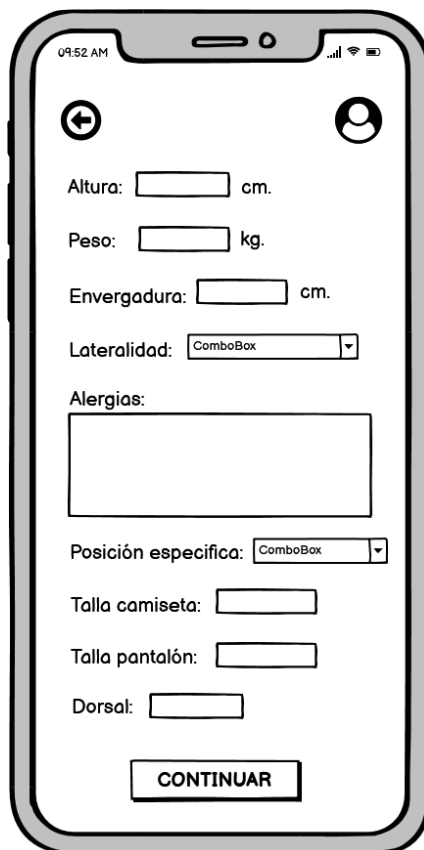 09:52 AM
Altura: cm.
Peso: kg.
Envergadura: cm.
Lateralidad: ComboBox
Alergias:
Posición especifica: ComboBox
Talla camiseta:
Talla pantalón:
Dorsal:
CONTINUAR